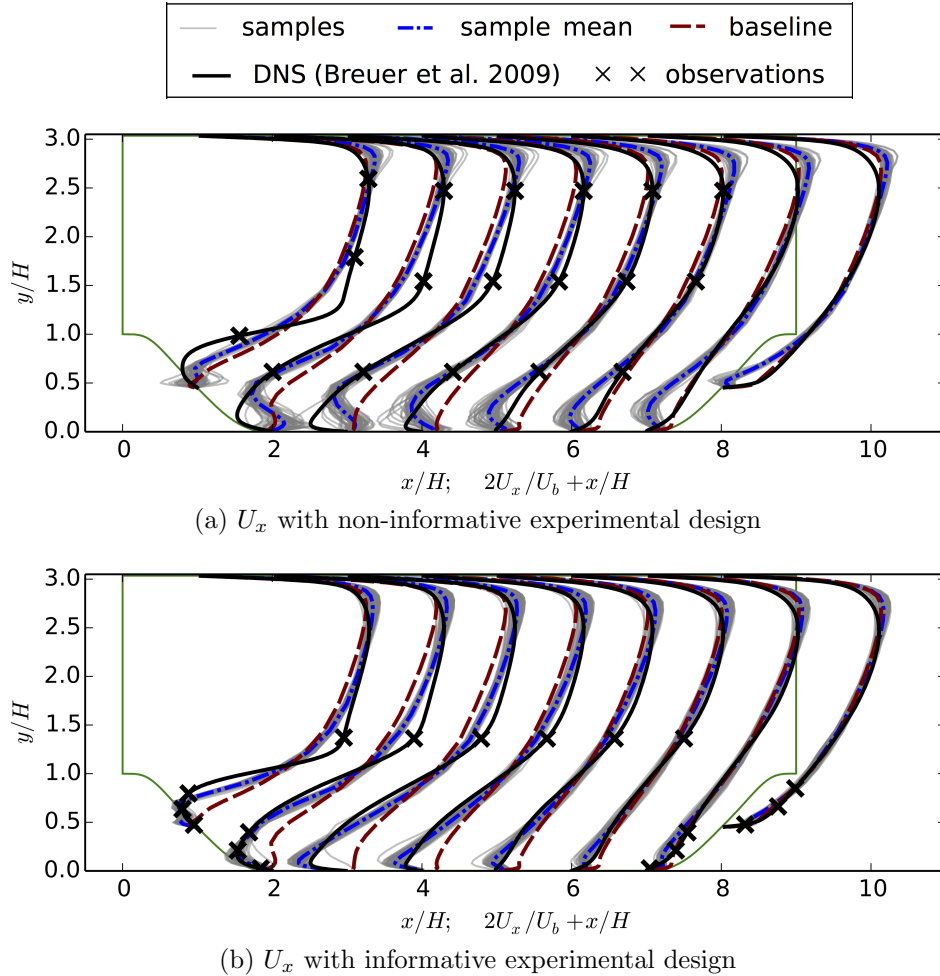 samples sample mean baseline
DNS (Breuer et al. 2009) × × observations
3.0
2.5
2.0
1.5
1.0
0.5
0.0
y/H
0 2 4 6 8 10
x/H; 2U_x/U_b + x/H
(a) U_x with non-informative experimental design
3.0
2.5
2.0
1.5
1.0
0.5
0.0
y/H
0 2 4 6 8 10
x/H; 2U_x/U_b + x/H
(b) U_x with informative experimental design